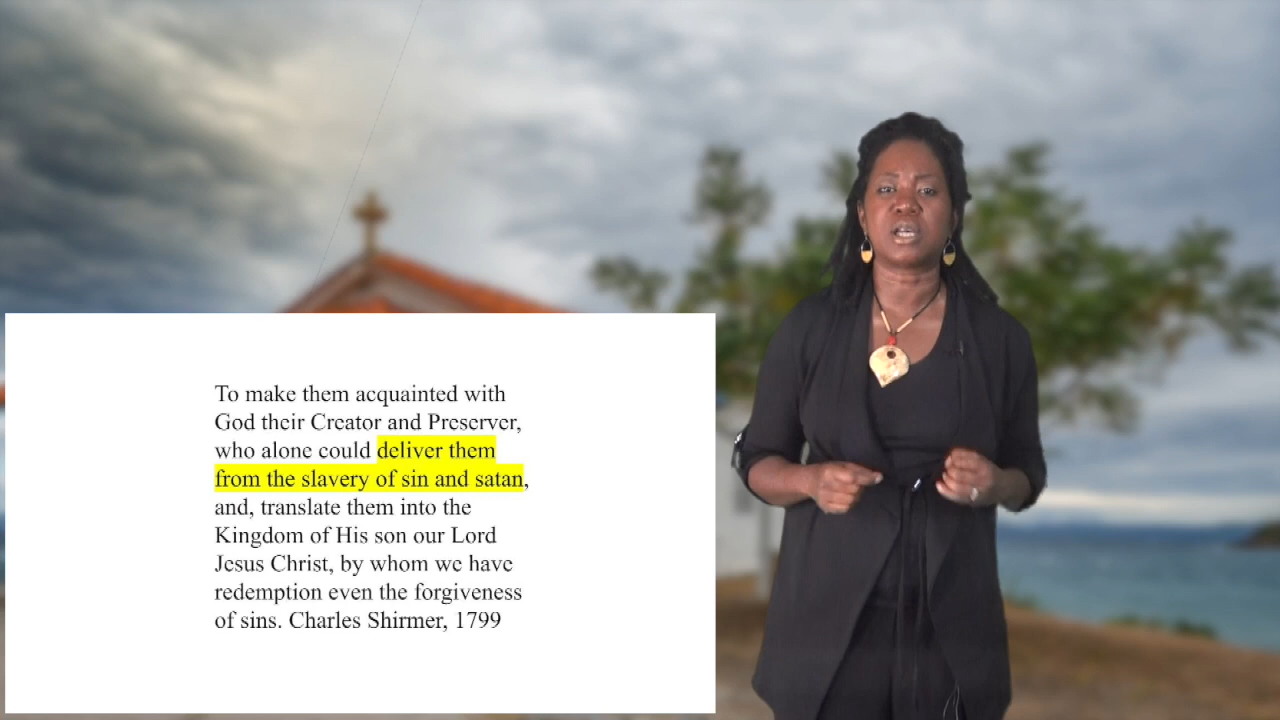 To make them acquainted with
God their Creator and Preserver,
who alone could deliver them
from the slavery of sin and satan,
and, translate them into the
Kingdom of His son our Lord
Jesus Christ, by whom we have
redemption even the forgiveness
of sins. Charles Shirmer, 1799